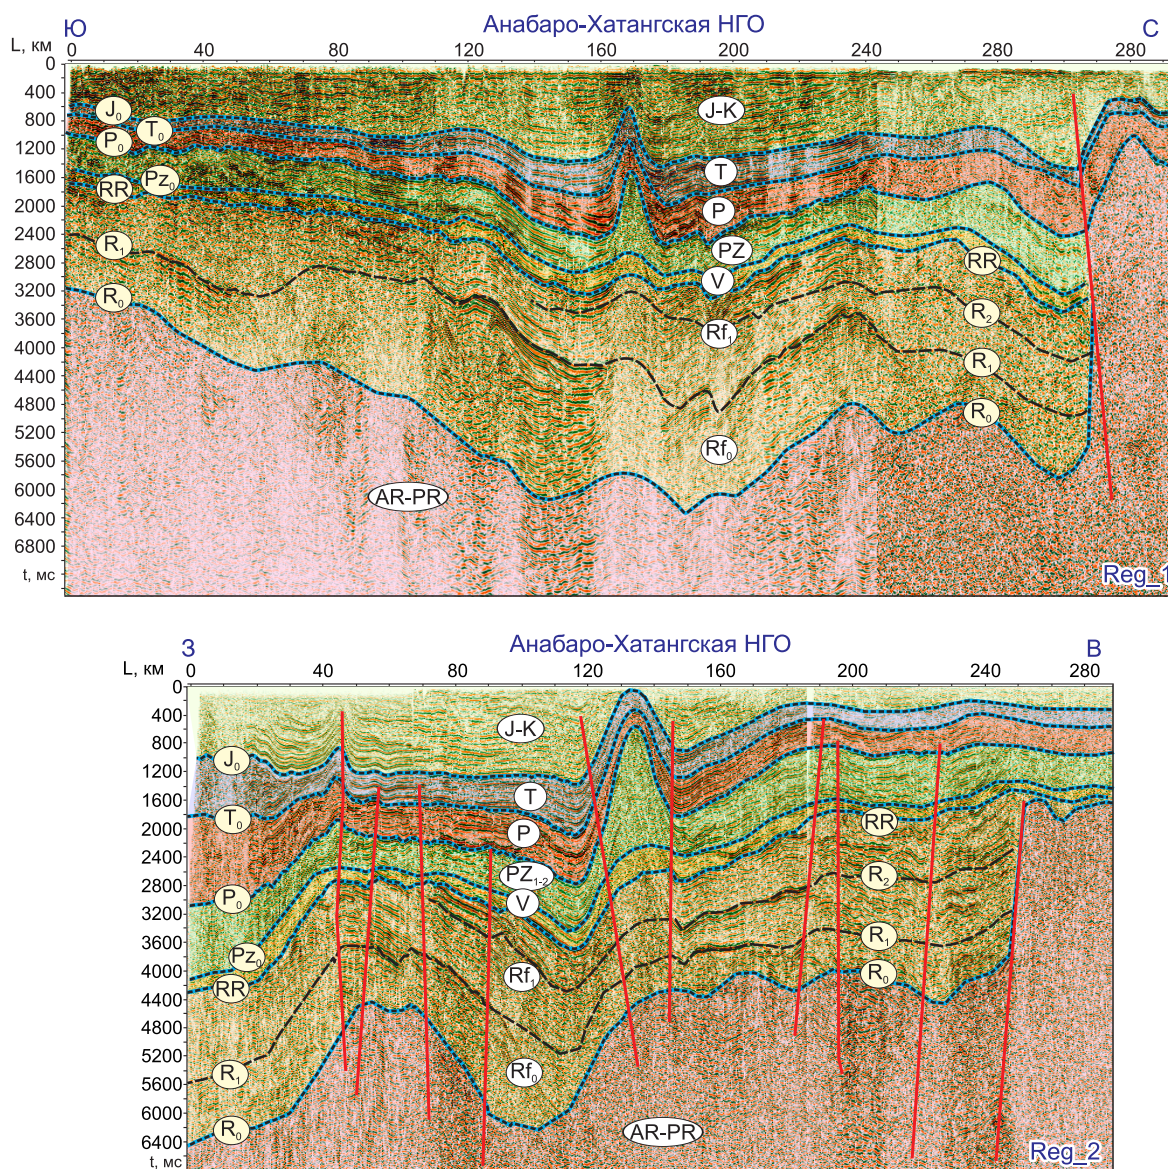 Ю Анабаро-Хатангская НГО С
L, км 0 40 80 120 160 200 240 280 280
0
400
800
1200
1600
2000
2400
2800
3200
3600
4000
4400
4800
5200
5600
6000
6400
6800
t, мс
J₀
T₀
P₀
Pz₀
RR
R₁
R₀
J-K
T
P
PZ
V
Rf₁
Rf₀
AR-PR
RR
R₂
R₁
R₀
Reg_1
З Анабаро-Хатангская НГО В
L, км 0 40 80 120 160 200 240 280
0
400
800
1200
1600
2000
2400
2800
3200
3600
4000
4400
4800
5200
5600
6000
6400
t, мс
J₀
T₀
P₀
Pz₀
RR
R₁
R₀
J-K
T
P
PZ₁₋₂
V
Rf₁
Rf₀
AR-PR
RR
R₂
R₁
R₀
Reg_2